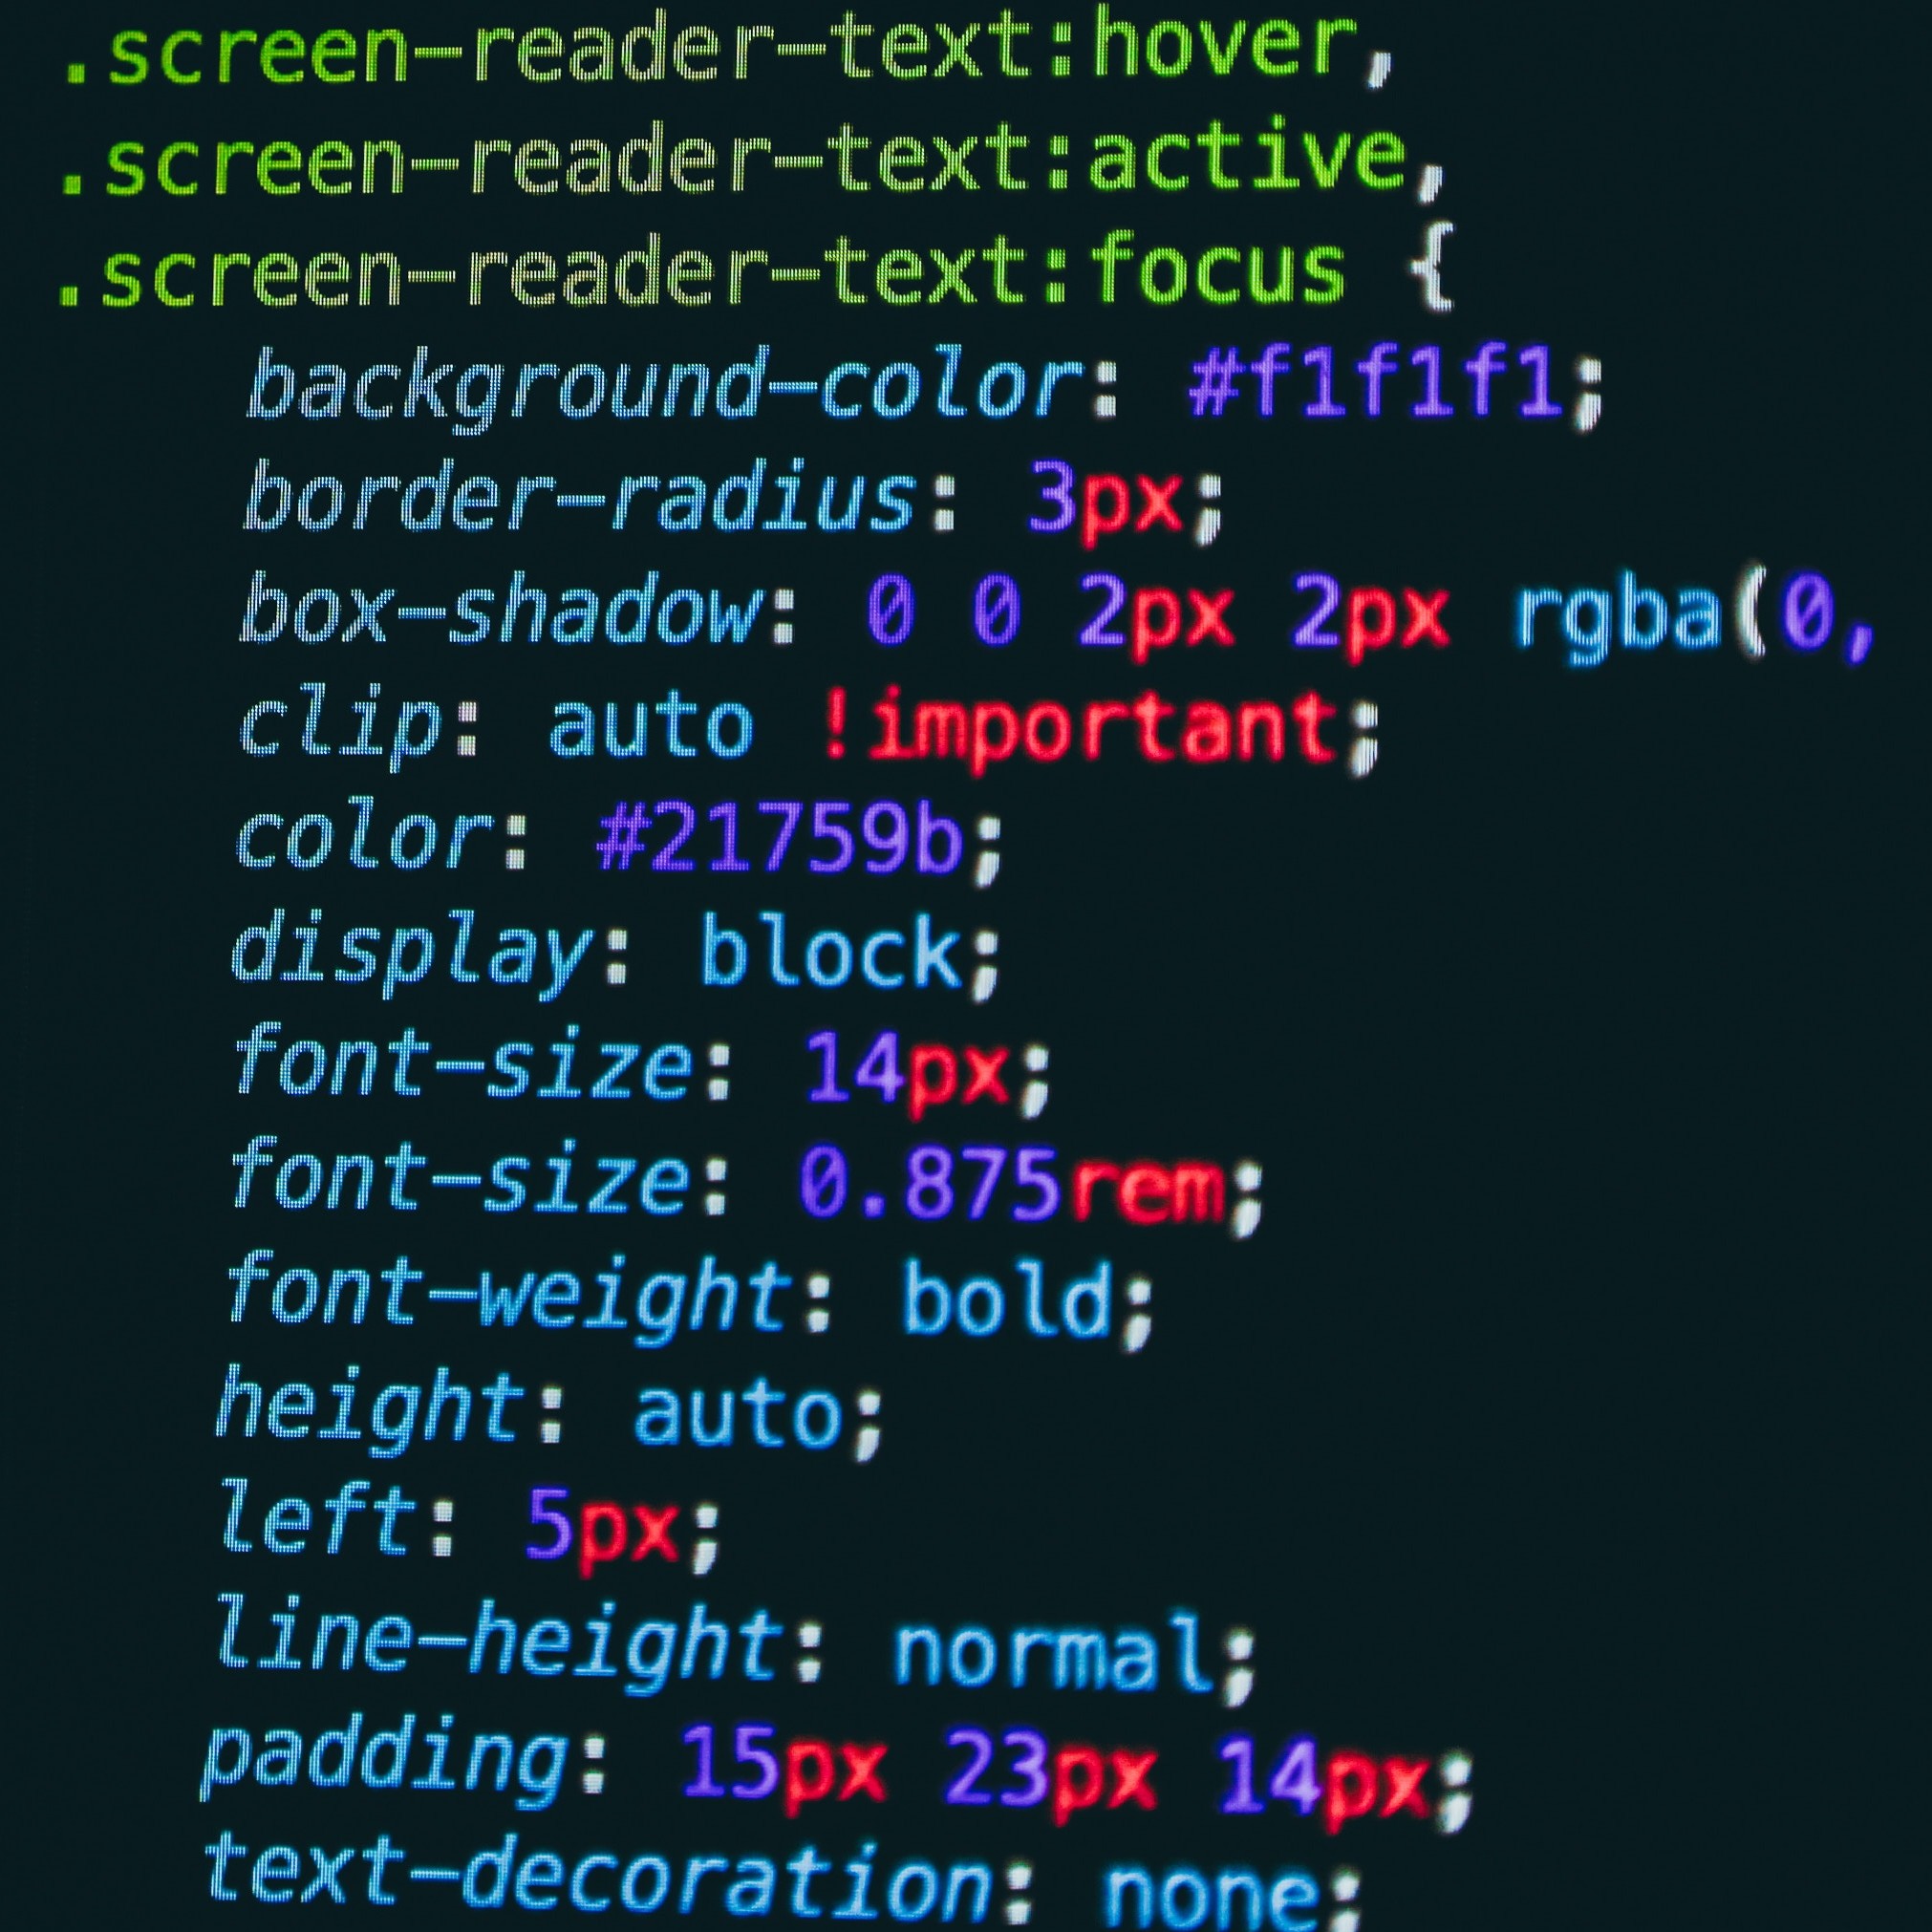 .screen-reader-text:hover,
.screen-reader-text:active,
.screen-reader-text:focus {
background-color: #f1f1f1;
border-radius: 3px;
box-shadow: 0 0 2px 2px rgba(0,
clip: auto !important;
color: #21759b;
display: block;
font-size: 14px;
font-size: 0.875rem;
font-weight: bold;
height: auto;
left: 5px;
line-height: normal;
padding: 15px 23px 14px;
text-decoration: none;